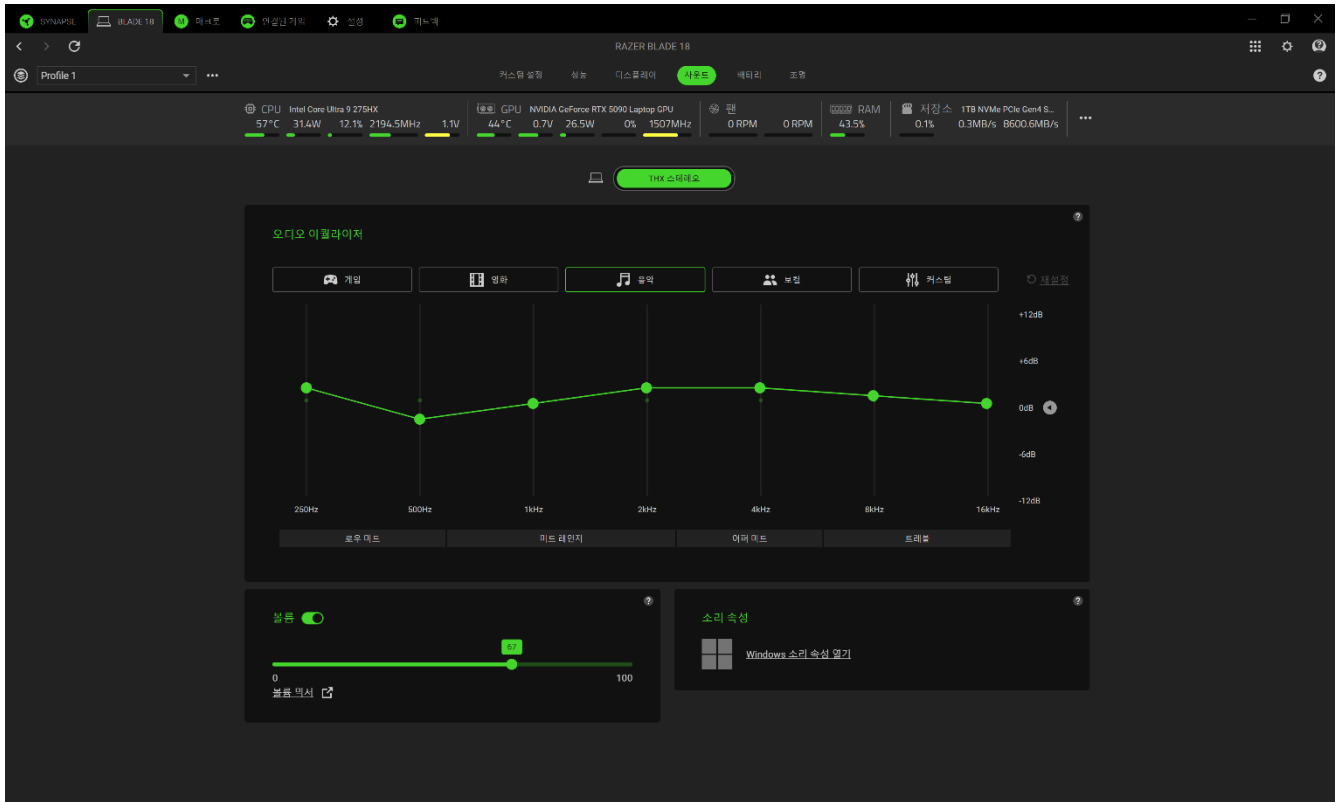 SYNAPSE BLADE 18 M 매크로 연결된 게임 설정 피드백
RAZER BLADE 18
Profile 1 커스텀 설정 성능 디스플레이 사운드 배터리 조명
CPU Intel Core Ultra 9 275HX GPU NVIDIA GeForce RTX 5090 Laptop GPU 팬 RAM 저장소 1TB NVMe PCIe Gen4 S...
57°C 31.4W 12.1% 2194.5MHz 1.1V 44°C 0.7V 26.5W 0% 1507MHz 0 RPM 0 RPM 43.5% 0.1% 0.3MB/s 8600.6MB/s
THX 스테레오
오디오 이퀄라이저
게임 영화 음악 보컬 커스텀 재설정
+12dB
+6dB
0dB
-6dB
-12dB
250Hz 500Hz 1kHz 2kHz 4kHz 8kHz 16kHz
로우 미드 미드 레인지 어퍼 미드 트레블
볼륨
67
0 100
볼륨 믹서
소리 속성
Windows 소리 속성 열기